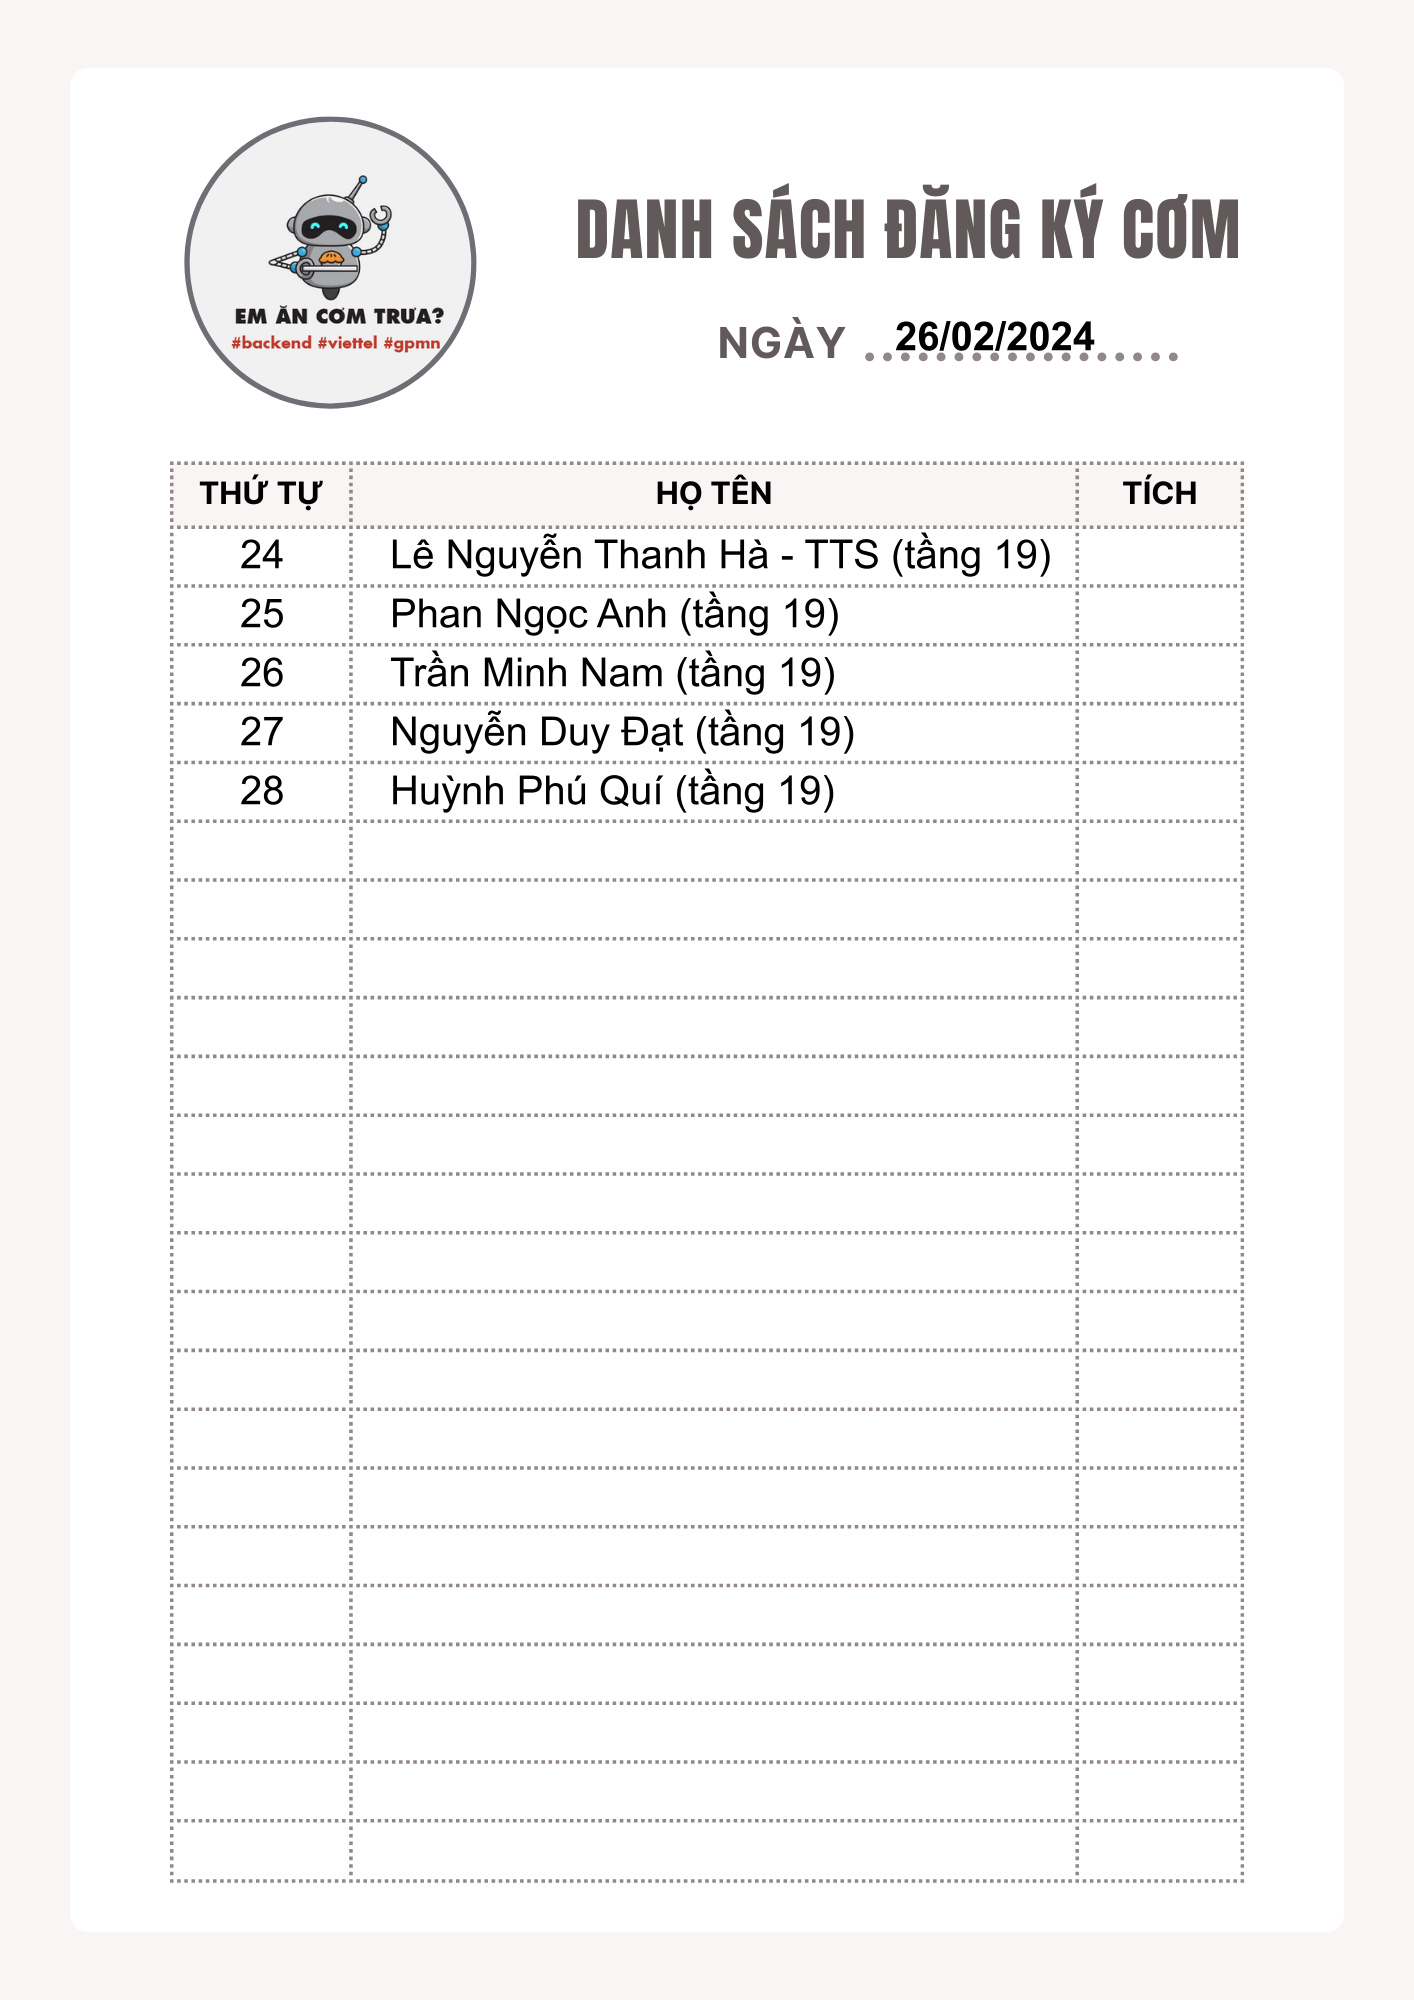 EM ĂN CƠM TRƯA?
#backend #viettel #gpmn
DANH SÁCH ĐĂNG KÝ CƠM
NGÀY 26/02/2024
THỨ TỰ HỌ TÊN TÍCH
24 Lê Nguyễn Thanh Hà - TTS (tầng 19)
25 Phan Ngọc Anh (tầng 19)
26 Trần Minh Nam (tầng 19)
27 Nguyễn Duy Đạt (tầng 19)
28 Huỳnh Phú Quí (tầng 19)